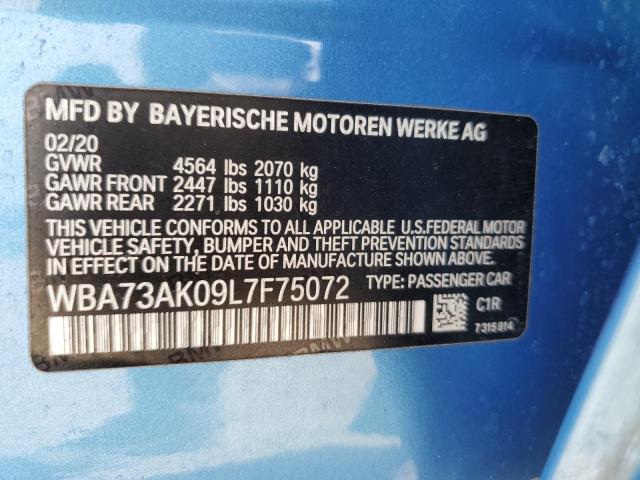 MFD BY BAYERISCHE MOTOREN WERKE AG
02/20
GVWR 4564 lbs 2070 kg
GAWR FRONT 2447 lbs 1110 kg
GAWR REAR 2271 lbs 1030 kg
THIS VEHICLE CONFORMS TO ALL APPLICABLE U.S.FEDERAL MOTOR
VEHICLE SAFETY, BUMPER AND THEFT PREVENTION STANDARDS
IN EFFECT ON THE DATE OF MANUFACTURE SHOWN ABOVE.
WBA73AK09L7F75072 TYPE: PASSENGER CAR
C1R
7315814